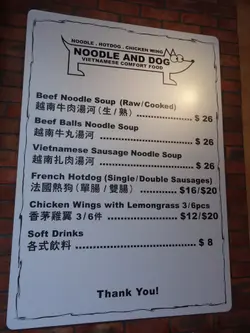 NOODLE . HOTDOG . CHICKEN WING
NOODLE AND DOG
VIETNAMESE COMFORT FOOD
Beef Noodle Soup (Raw/Cooked)
越南牛肉湯河(生/熟) $ 26
Beef Balls Noodle Soup
越南牛丸湯河 $ 26
Vietnamese Sausage Noodle Soup
越南扎肉湯河 $ 26
French Hotdog (Single/Double Sausages)
法國熱狗(單腸/雙腸) $16/$20
Chicken Wings with Lemongrass 3/6pcs
香茅雞翼 3/6件 $12/$20
Soft Drinks
各式飲料 $ 8
Thank You!